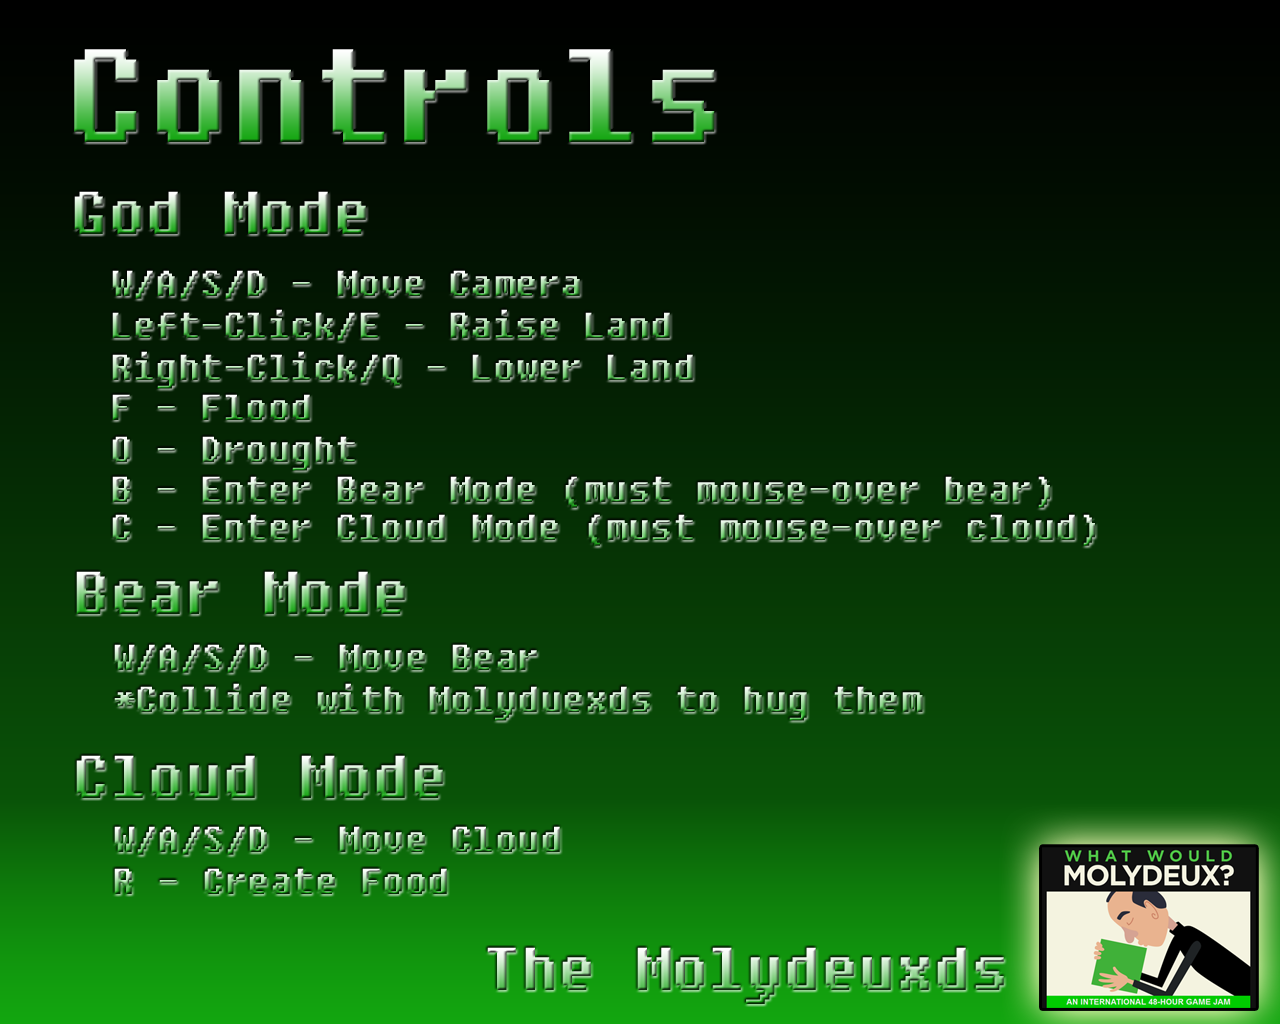 Controls
God Mode
W/A/S/D - Move Camera
Left-Click/E - Raise Land
Right-Click/Q - Lower Land
F - Flood
O - Drought
B - Enter Bear Mode (must mouse-over bear)
C - Enter Cloud Mode (must mouse-over cloud)
Bear Mode
W/A/S/D - Move Bear
*Collide with Molyduexds to hug them
Cloud Mode
W/A/S/D - Move Cloud
R - Create Food
The Molydeuxds
WHAT WOULD
MOLYDEUX?
AN INTERNATIONAL 48-HOUR GAME JAM